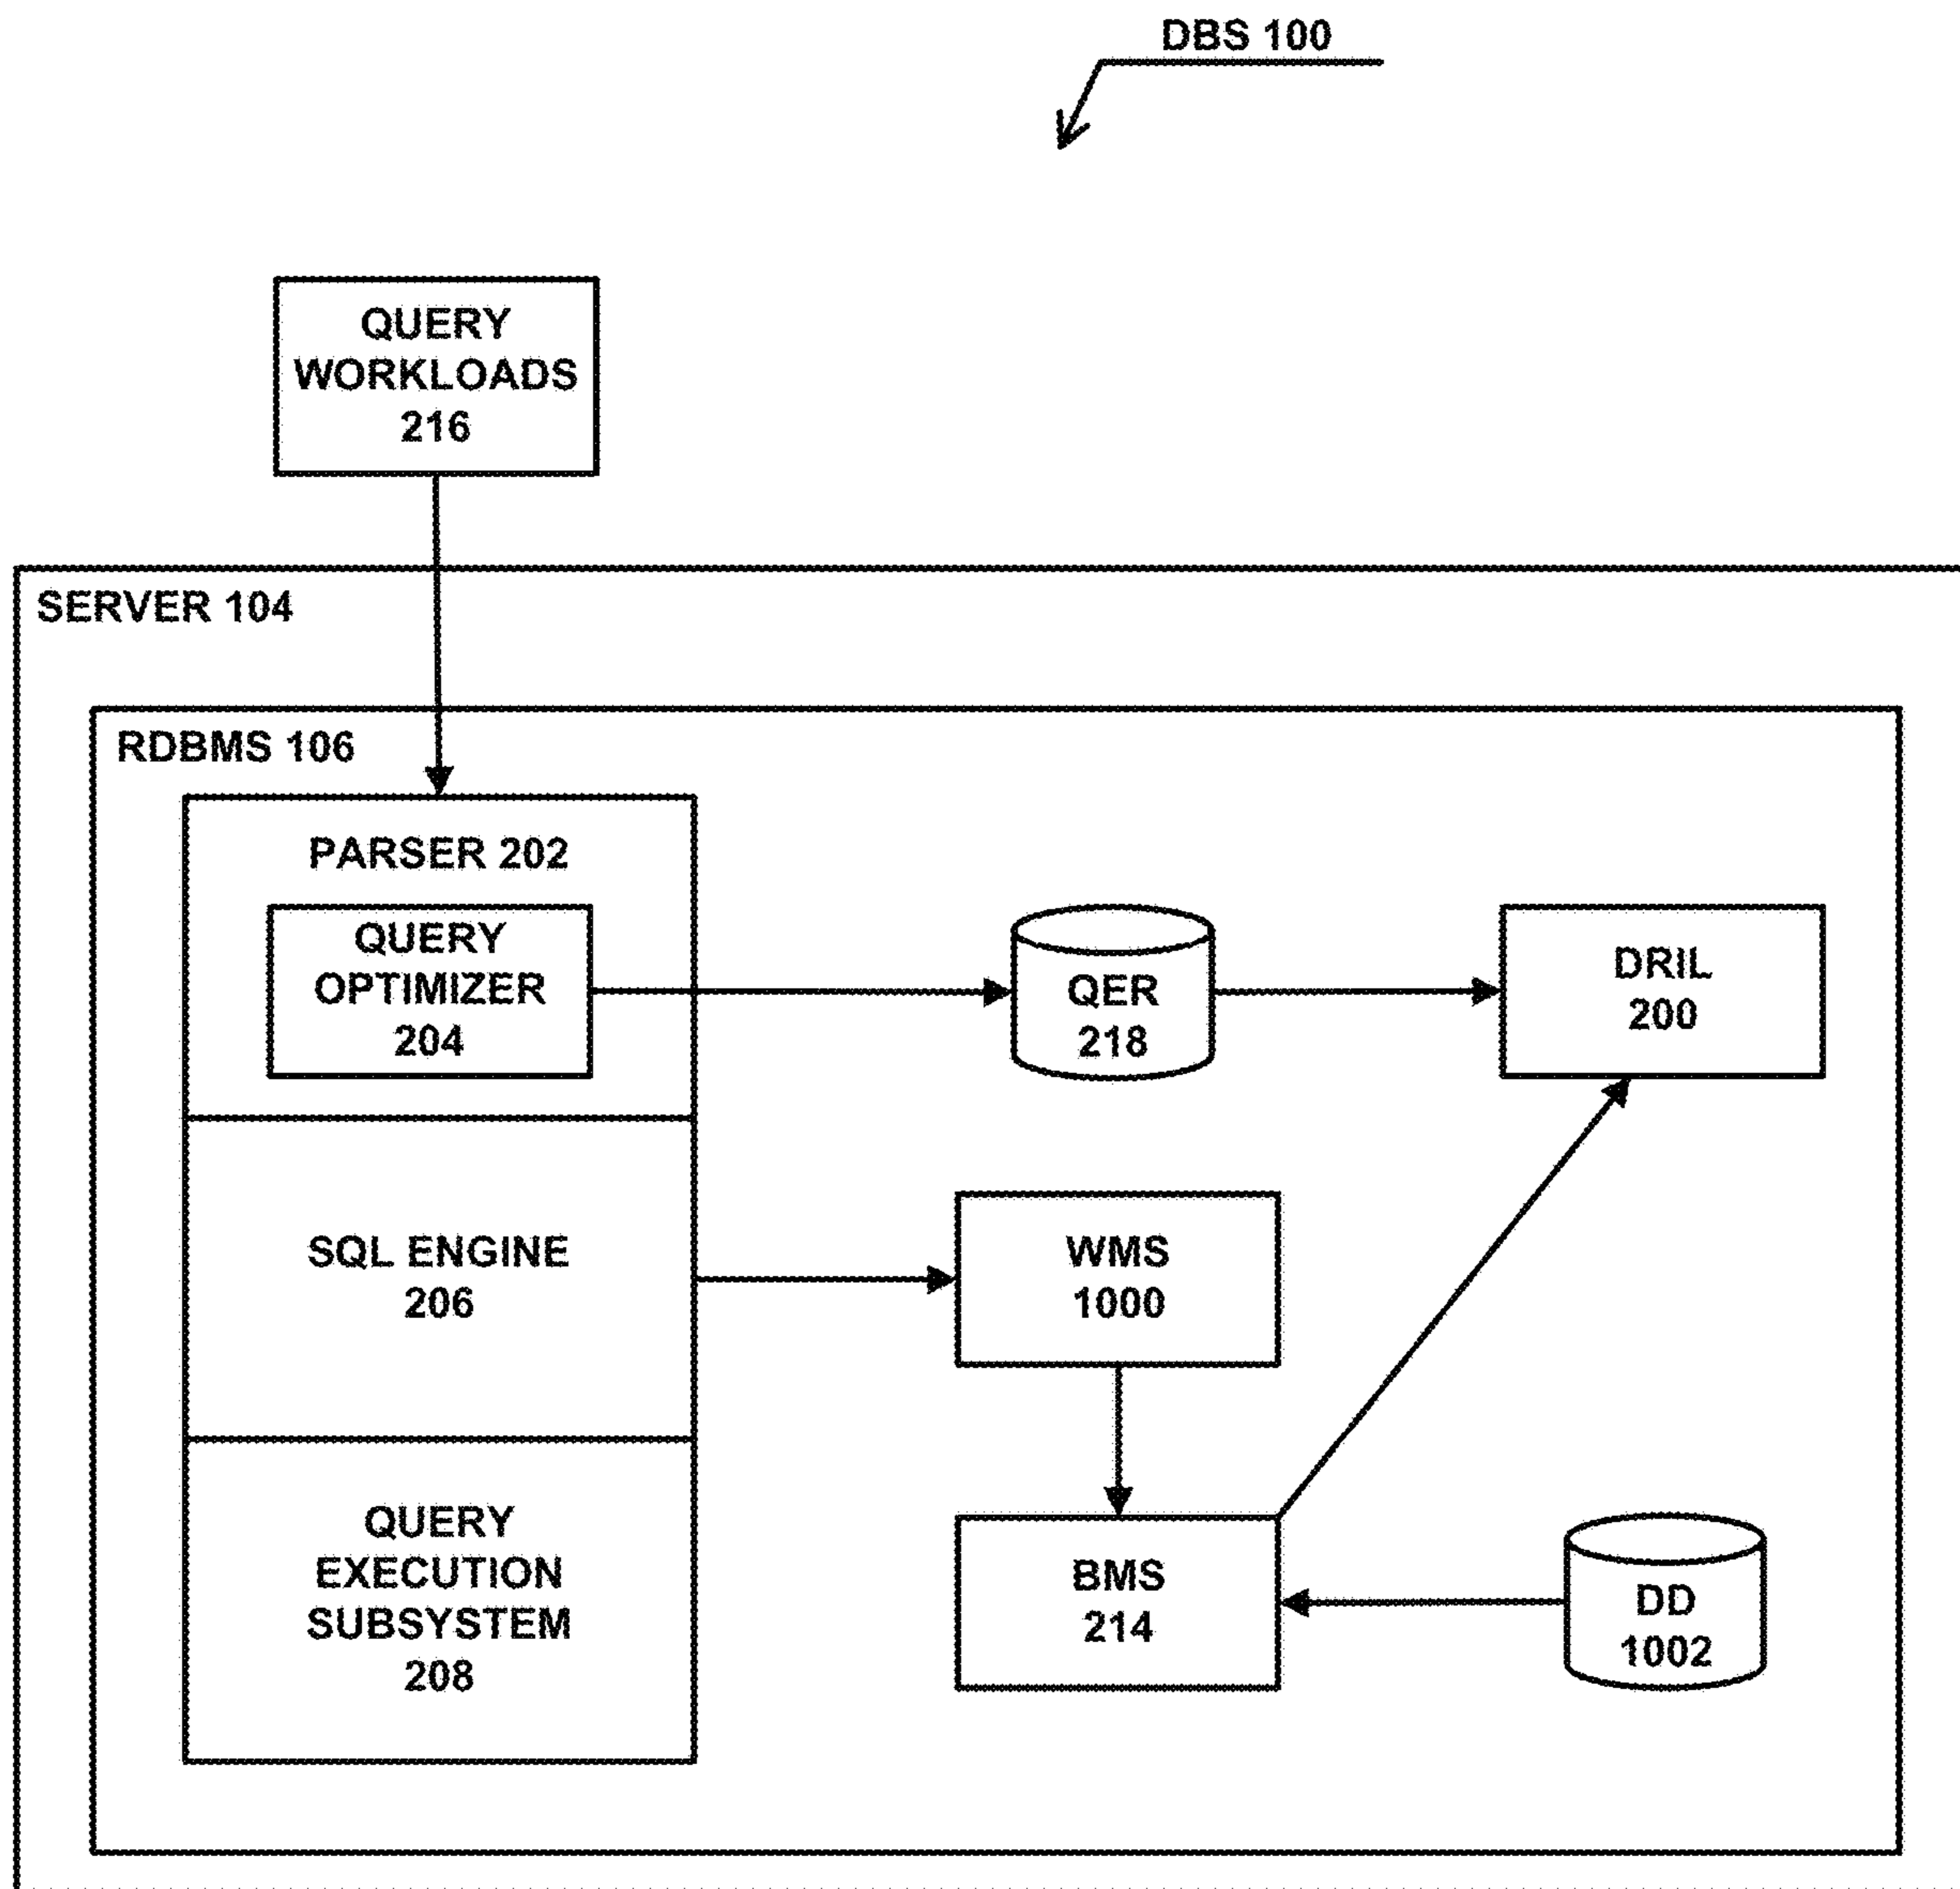 DBS 100
QUERY
WORKLOADS
216
SERVER 104
RDBMS 106
PARSER 202
QUERY
OPTIMIZER
204
QER
218
DRIL
200
SQL ENGINE
206
WMS
1000
QUERY
EXECUTION
SUBSYSTEM
208
BMS
214
DD
1002